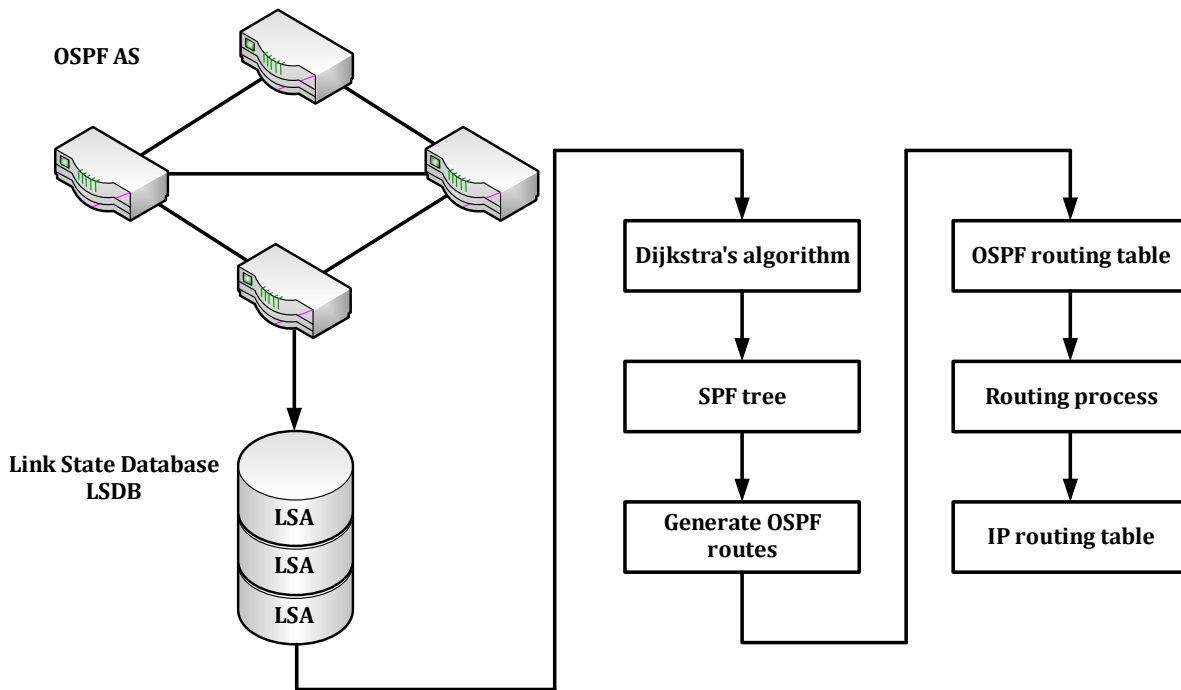 OSPF AS
Link State Database
LSDB
LSA
LSA
LSA
Dijkstra's algorithm
SPF tree
Generate OSPF
routes
OSPF routing table
Routing process
IP routing table